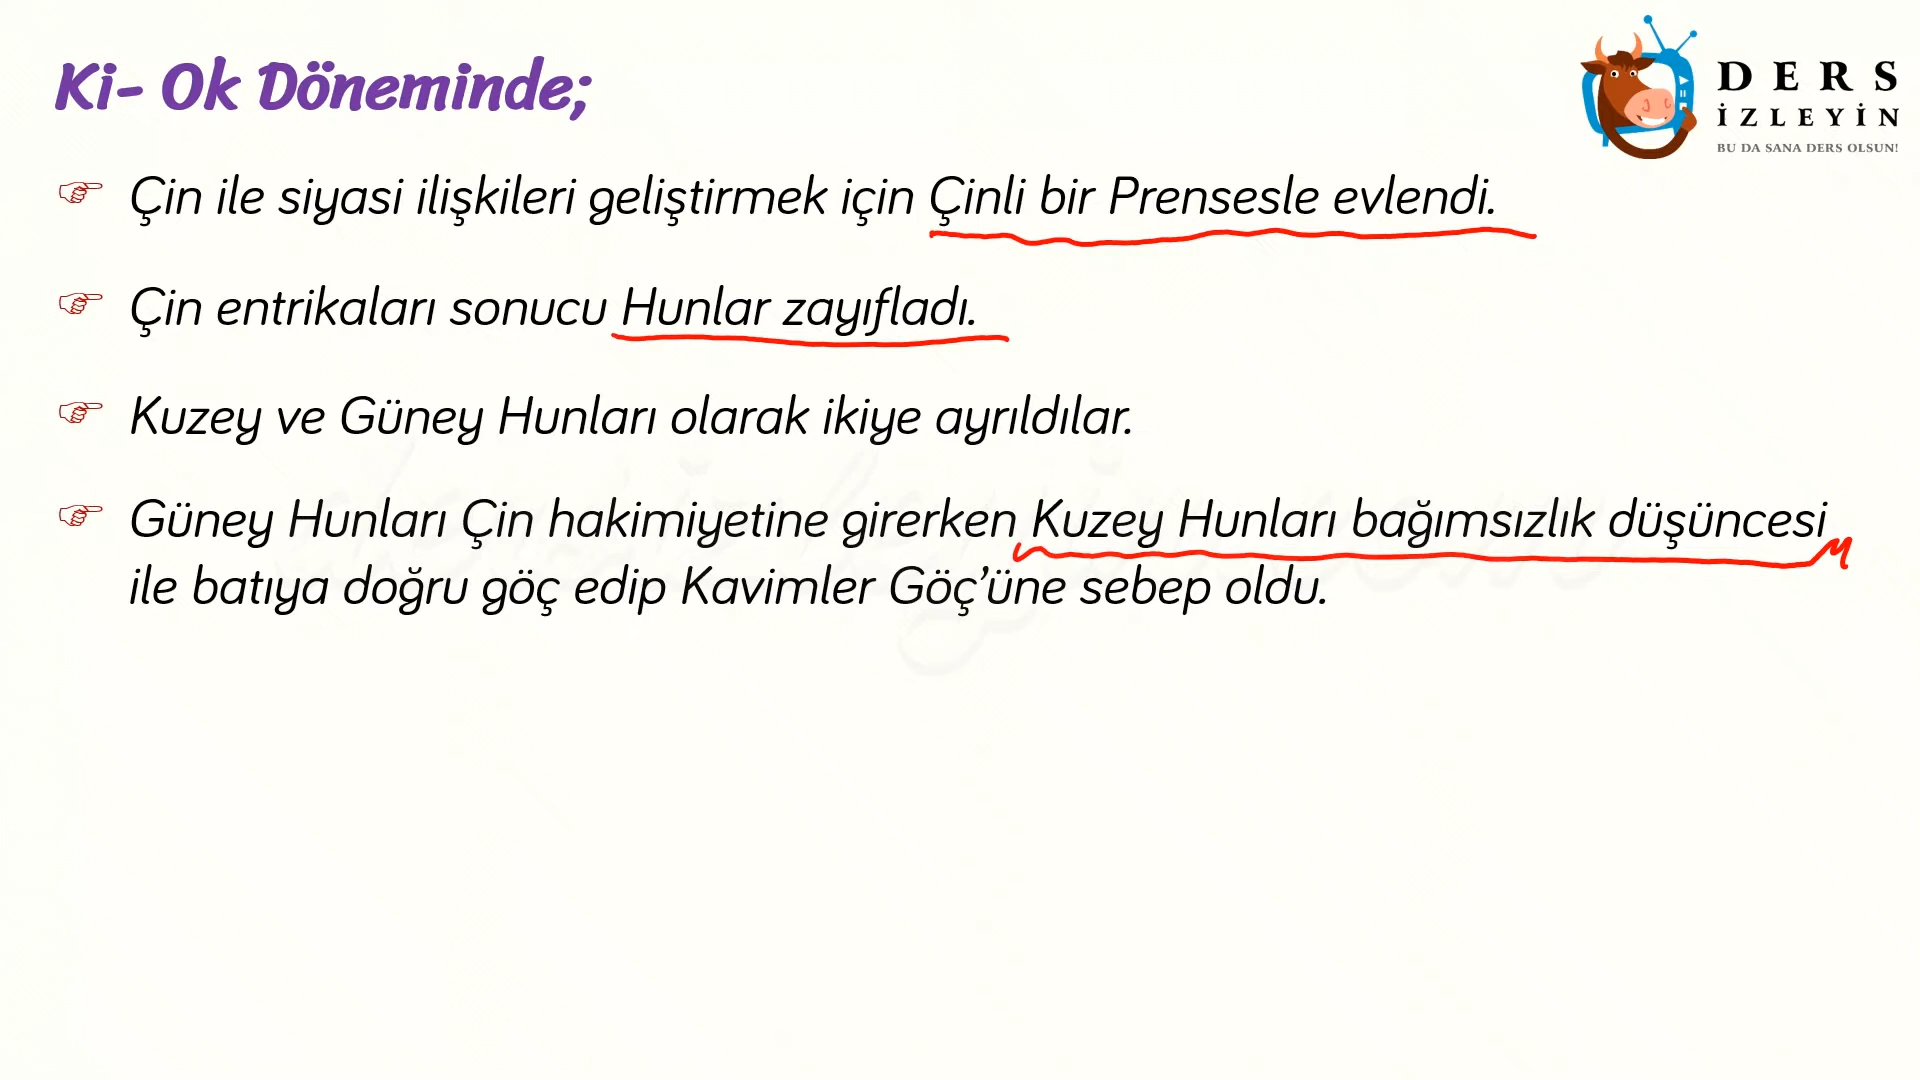 Ki- Ok Döneminde;
DERS
İZLEYİN
BU DA SANA DERS OLSUN!
Çin ile siyasi ilişkileri geliştirmek için Çinli bir Prensesle evlendi.
Çin entrikaları sonucu Hunlar zayıfladı.
Kuzey ve Güney Hunları olarak ikiye ayrıldılar.
Güney Hunları Çin hakimiyetine girerken Kuzey Hunları bağımsızlık düşüncesi
ile batıya doğru göç edip Kavimler Göç’üne sebep oldu.